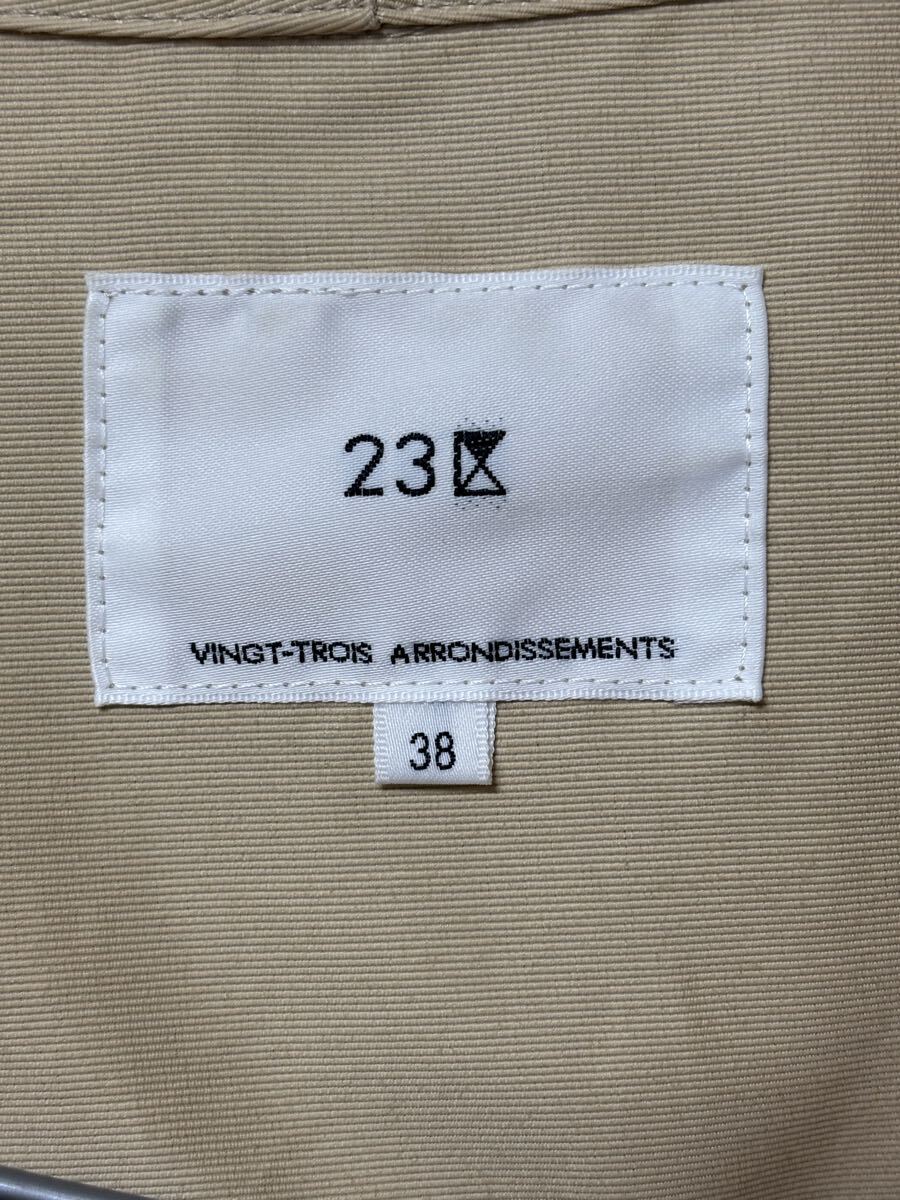 23区
VINGT-TROIS ARRONDISSEMENTS
38